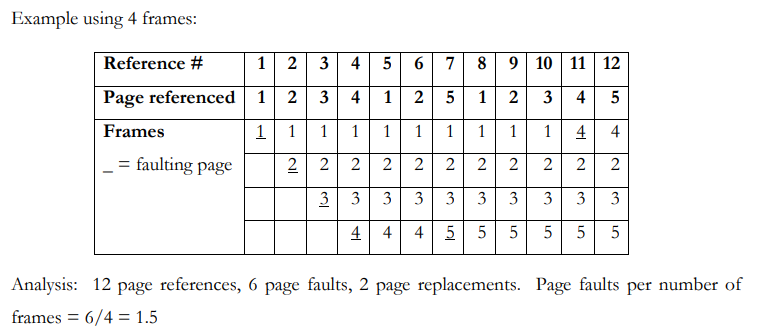 Example using 4 frames:
Reference # 1 2 3 4 5 6 7 8 9 10 11 12
Page referenced 1 2 3 4 1 2 5 1 2 3 4 5
Frames 1 1 1 1 1 1 1 1 1 1 4 4
_ = faulting page 2 2 2 2 2 2 2 2 2 2 2
3 3 3 3 3 3 3 3 3 3
4 4 4 5 5 5 5 5 5
Analysis: 12 page references, 6 page faults, 2 page replacements. Page faults per number of
frames = 6/4 = 1.5